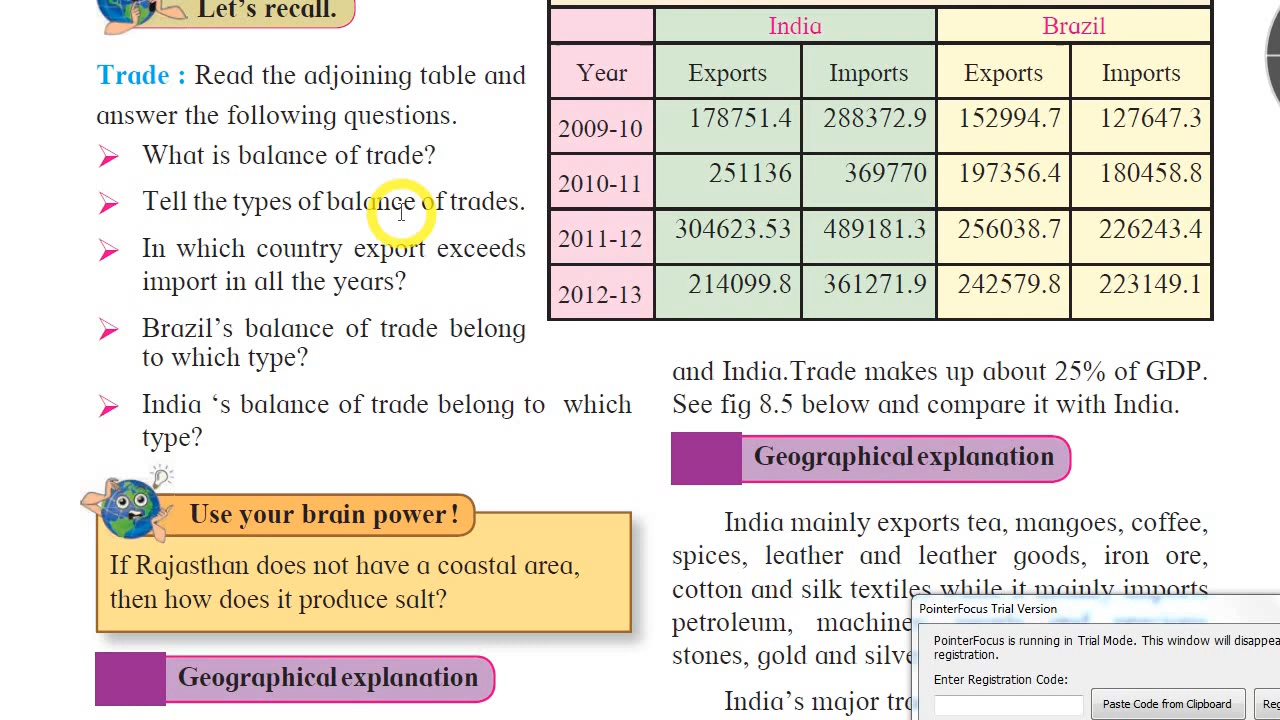 Let's recall.
Trade : Read the adjoining table and
answer the following questions.
What is balance of trade?
Tell the types of balance of trades.
In which country export exceeds
import in all the years?
Brazil's balance of trade belong
to which type?
India 's balance of trade belong to which
type?
Use your brain power !
If Rajasthan does not have a coastal area,
then how does it produce salt?
Geographical explanation
India Brazil
Year Exports Imports Exports Imports
2009-10 178751.4 288372.9 152994.7 127647.3
2010-11 251136 369770 197356.4 180458.8
2011-12 304623.53 489181.3 256038.7 226243.4
2012-13 214099.8 361271.9 242579.8 223149.1
and India.Trade makes up about 25% of GDP.
See fig 8.5 below and compare it with India.
Geographical explanation
India mainly exports tea, mangoes, coffee,
spices, leather and leather goods, iron ore,
cotton and silk textiles while it mainly imports
petroleum,
stones, gold and
India's major
PointerFocus Trial Version
PointerFocus is running in Trial Mode. This window will disappea
registration.
Enter Registration Code:
Paste Code from Clipboard
Reg